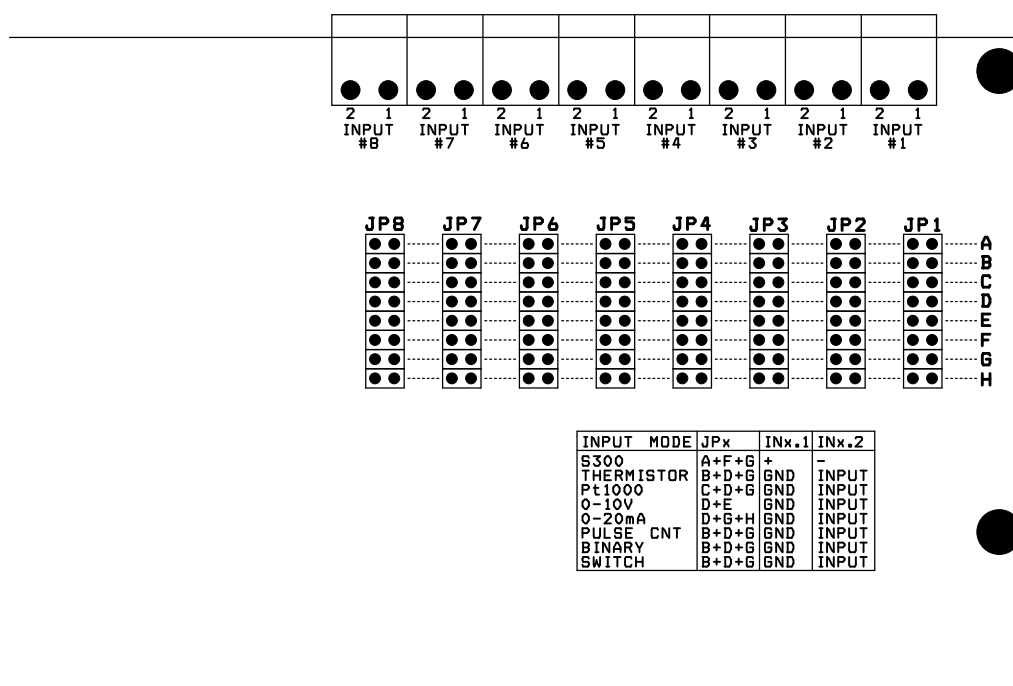 2 1 2 1 2 1 2 1 2 1 2 1 2 1 2 1
INPUT INPUT INPUT INPUT INPUT INPUT INPUT INPUT
#8 #7 #6 #5 #4 #3 #2 #1
JP8 JP7 JP6 JP5 JP4 JP3 JP2 JP1
A
B
C
D
E
F
G
H
INPUT MODE JPx INx.1 INx.2
S300 A+F+G + -
THERMISTOR B+D+G GND INPUT
Pt1000 C+D+G GND INPUT
0-10V D+E GND INPUT
0-20mA D+G+H GND INPUT
PULSE CNT B+D+G GND INPUT
BINARY B+D+G GND INPUT
SWITCH B+D+G GND INPUT